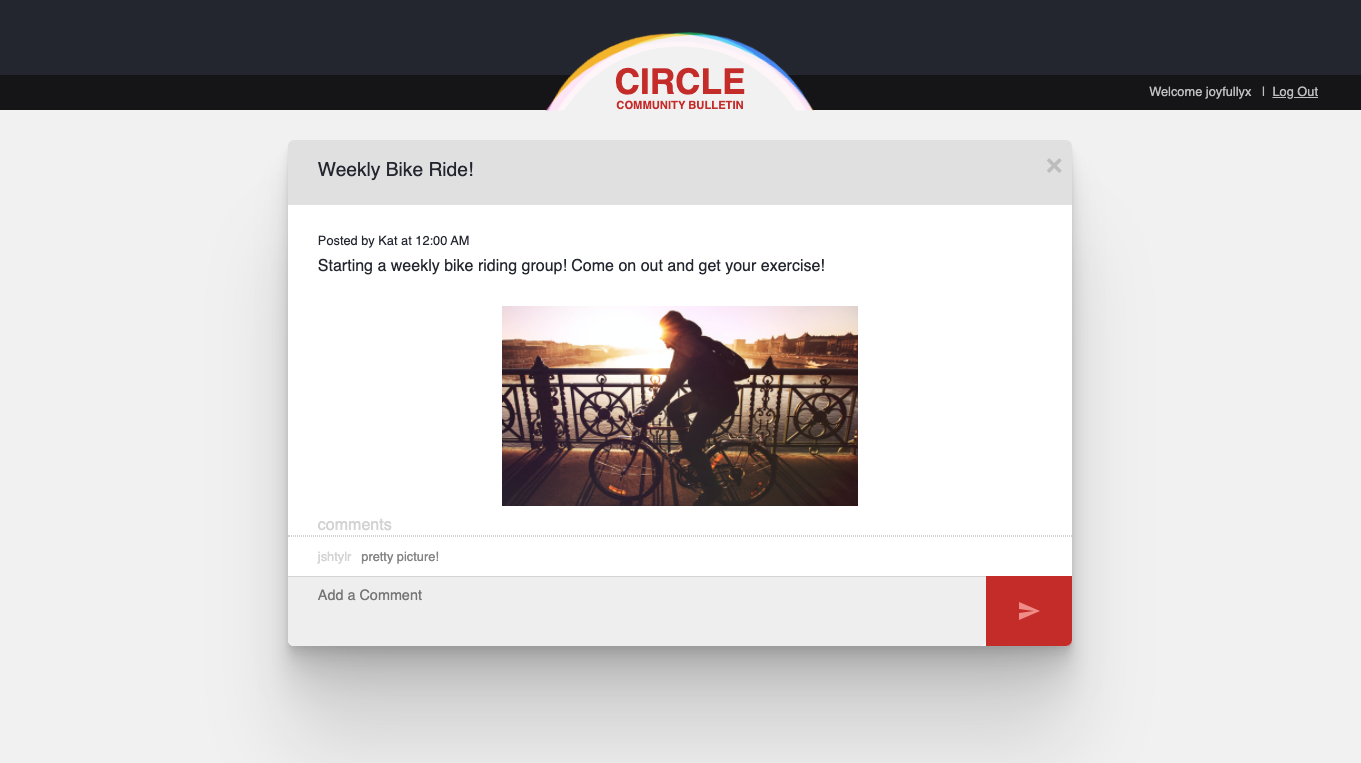 CIRCLE
COMMUNITY BULLETIN
Welcome joyfullyx | Log Out
Weekly Bike Ride!
×
Posted by Kat at 12:00 AM
Starting a weekly bike riding group! Come on out and get your exercise!
comments
jshtylr pretty picture!
Add a Comment